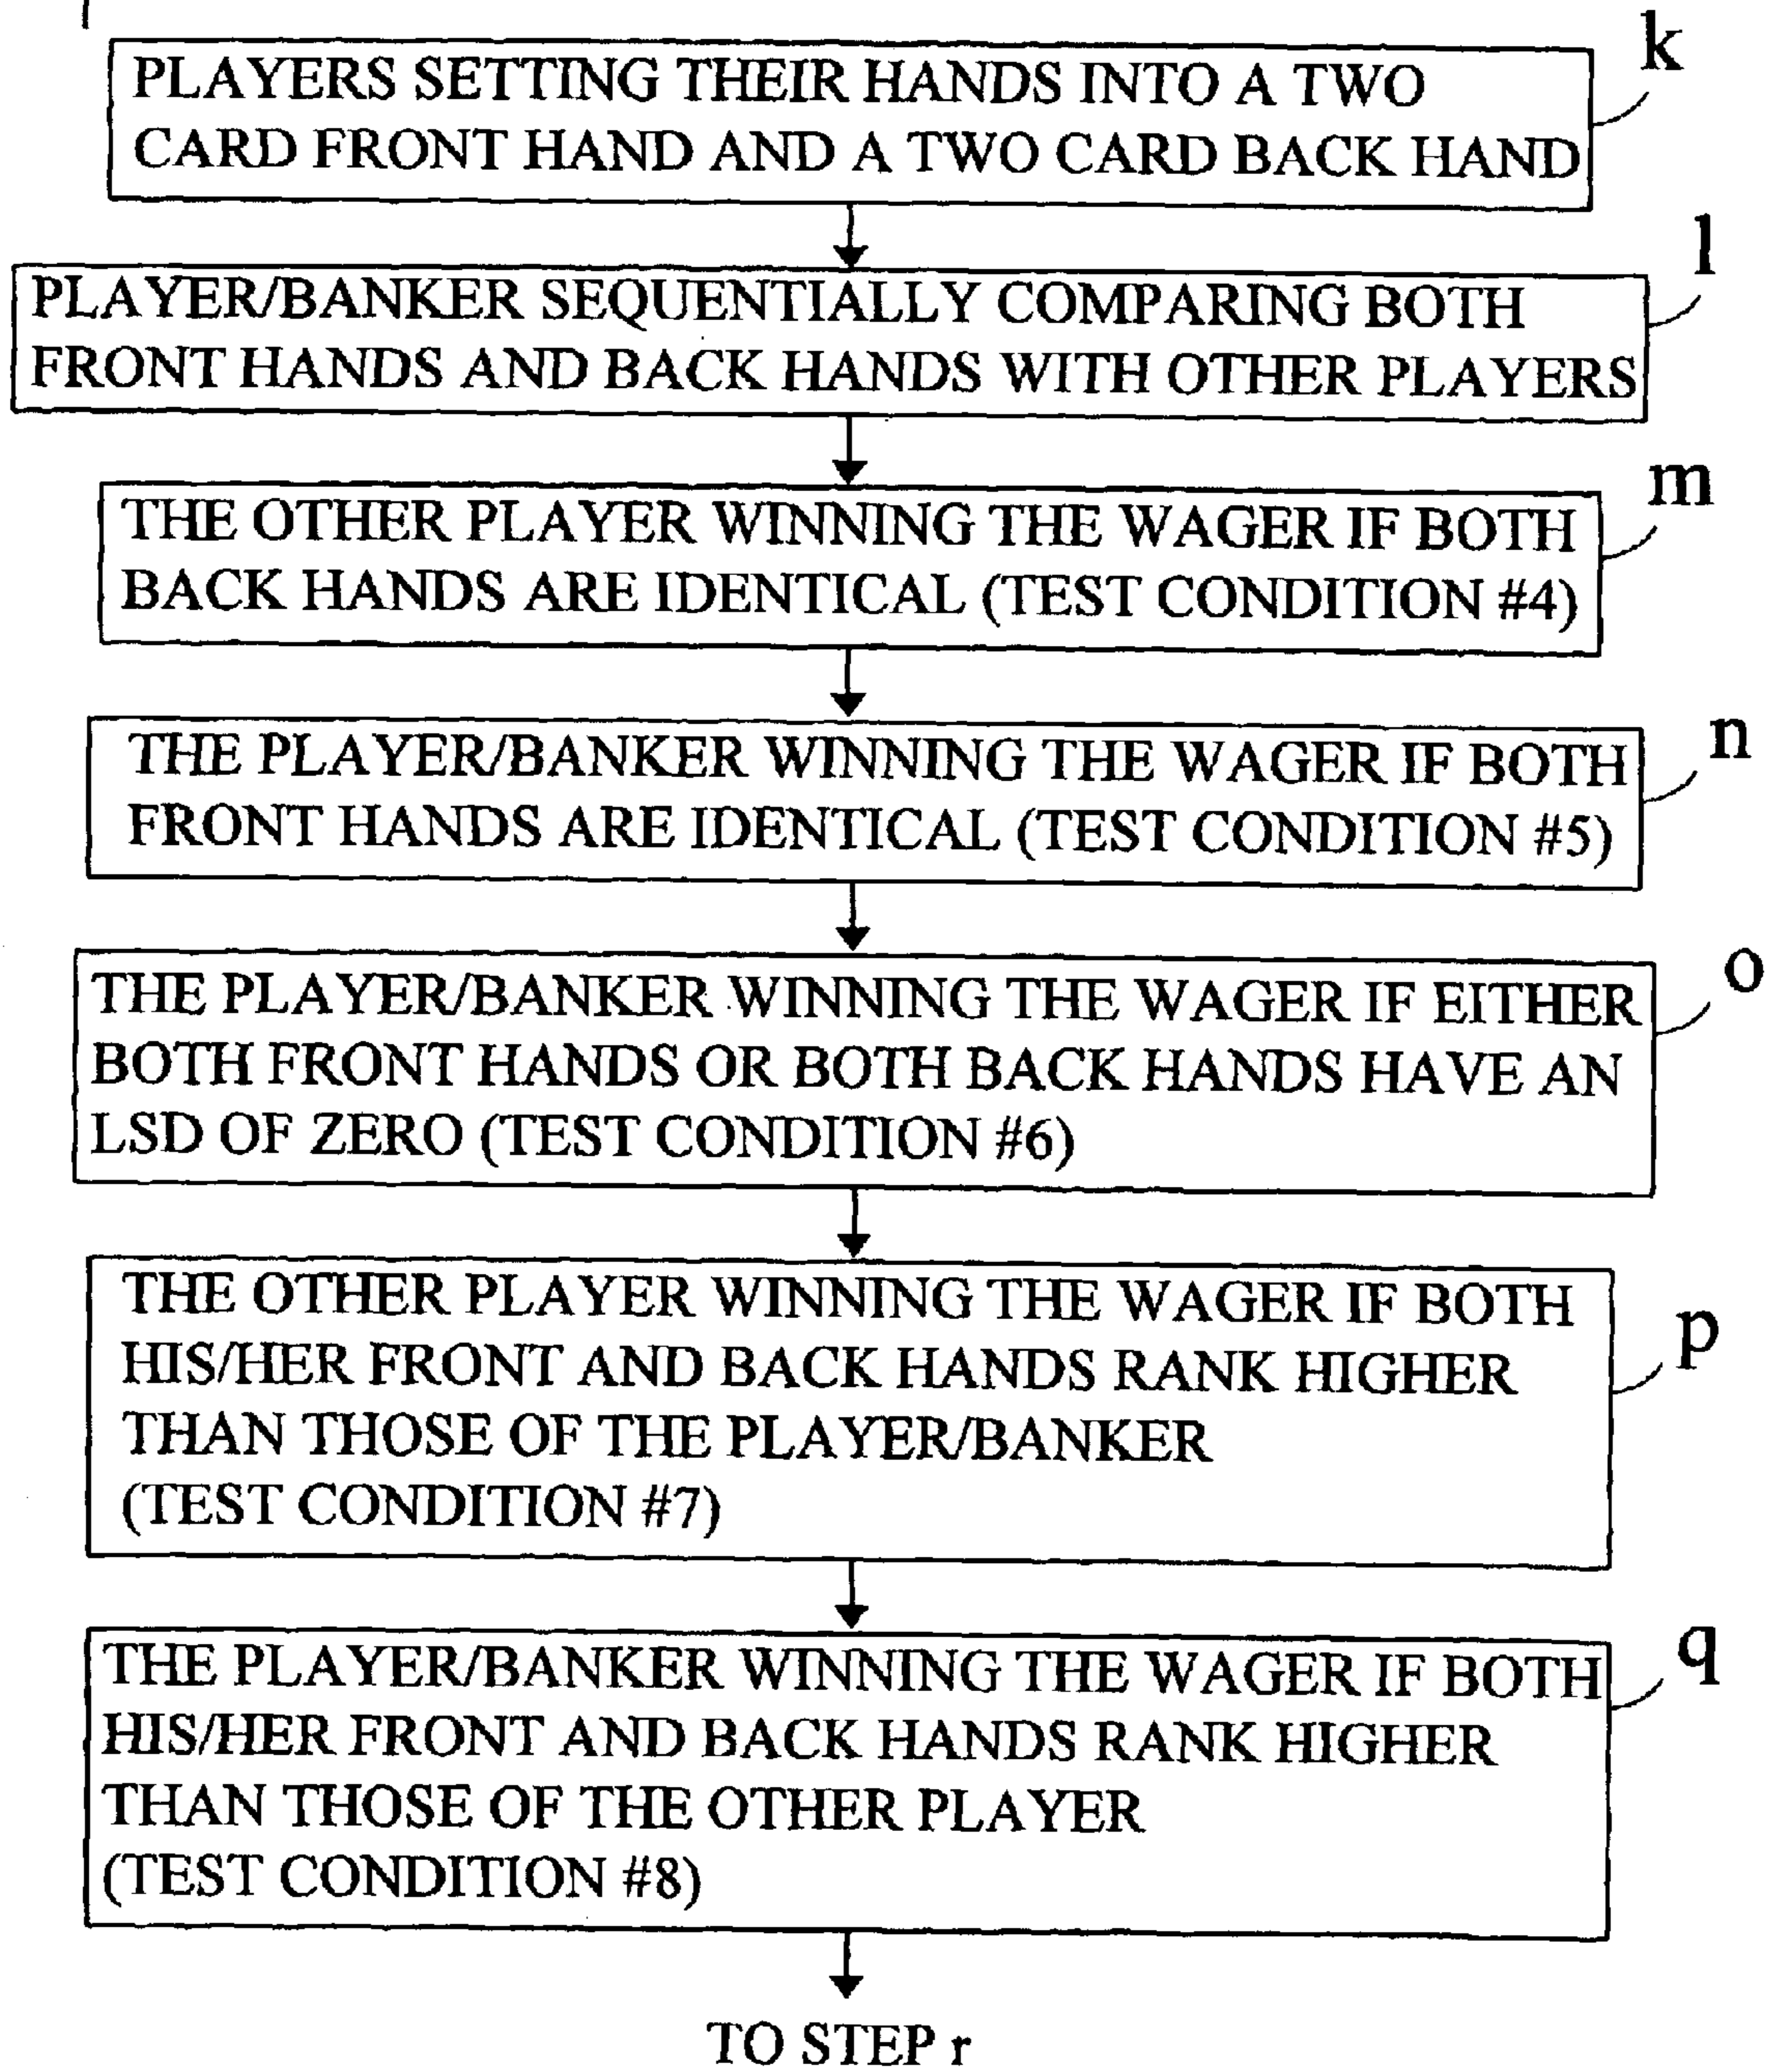 k
PLAYERS SETTING THEIR HANDS INTO A TWO
CARD FRONT HAND AND A TWO CARD BACK HAND
l
PLAYER/BANKER SEQUENTIALLY COMPARING BOTH
FRONT HANDS AND BACK HANDS WITH OTHER PLAYERS
m
THE OTHER PLAYER WINNING THE WAGER IF BOTH
BACK HANDS ARE IDENTICAL (TEST CONDITION #4)
n
THE PLAYER/BANKER WINNING THE WAGER IF BOTH
FRONT HANDS ARE IDENTICAL (TEST CONDITION #5)
o
THE PLAYER/BANKER WINNING THE WAGER IF EITHER
BOTH FRONT HANDS OR BOTH BACK HANDS HAVE AN
LSD OF ZERO (TEST CONDITION #6)
THE OTHER PLAYER WINNING THE WAGER IF BOTH
p
HIS/HER FRONT AND BACK HANDS RANK HIGHER
THAN THOSE OF THE PLAYER/BANKER
(TEST CONDITION #7)
q
THE PLAYER/BANKER WINNING THE WAGER IF BOTH
HIS/HER FRONT AND BACK HANDS RANK HIGHER
THAN THOSE OF THE OTHER PLAYER
(TEST CONDITION #8)
TO STEP r